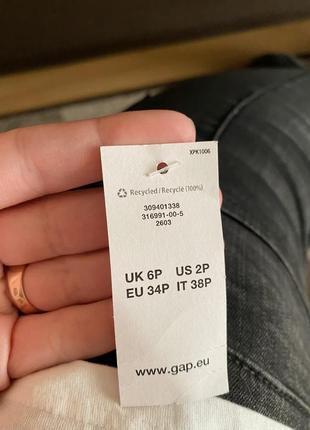 XPK1006
Recycled/Recyclé (100%)
309401338
316991-00-5
2603
UK 6P US 2P
EU 34P IT 38P
www.gap.eu